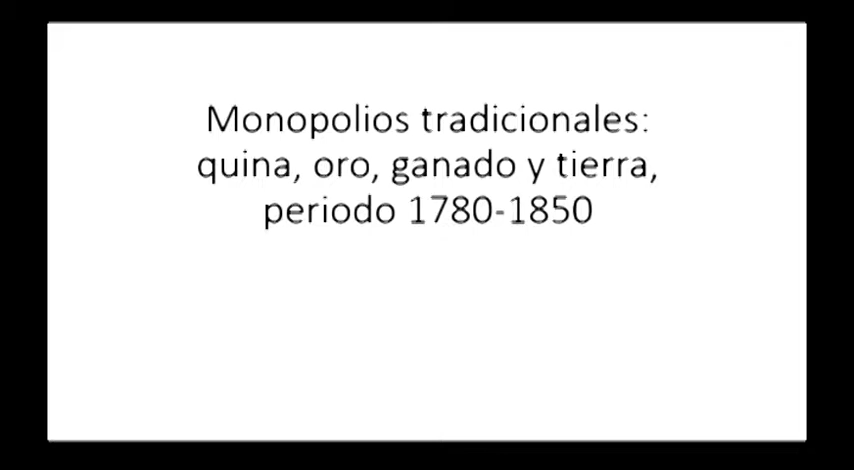 Monopolios tradicionales:
quina, oro, ganado y tierra,
periodo 1780-1850